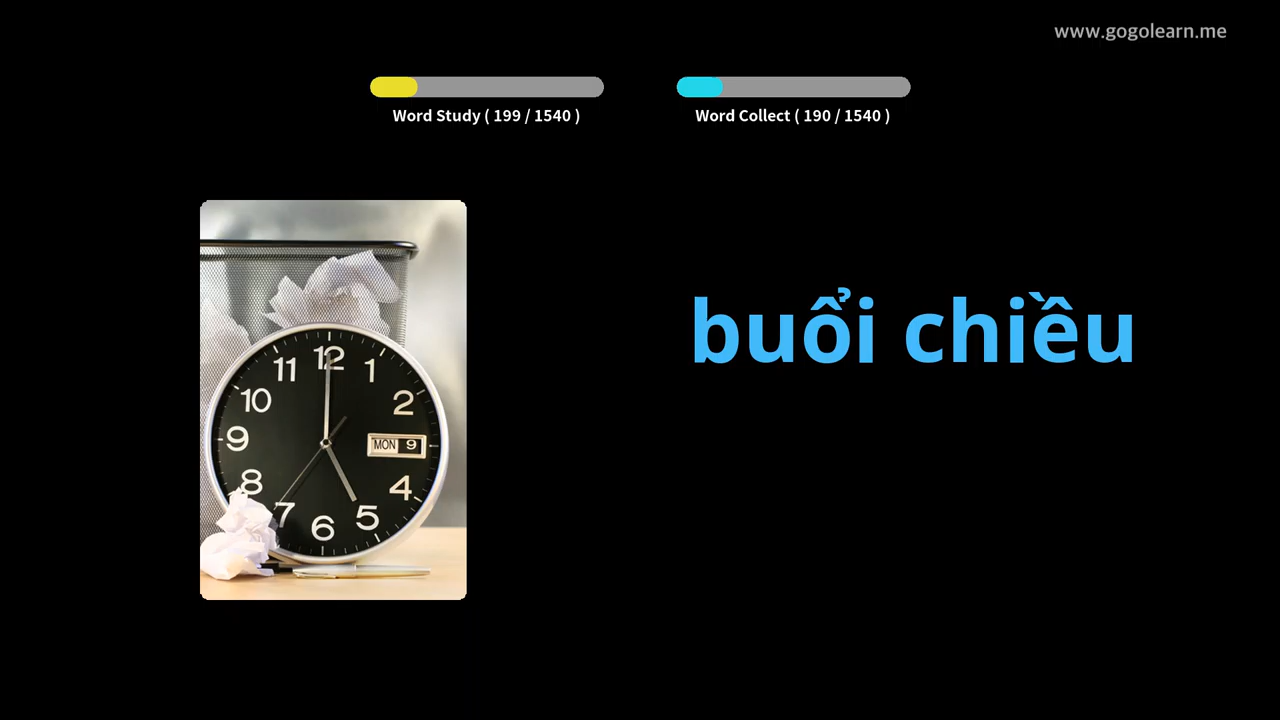 www.gogolearn.me
Word Study ( 199 / 1540 )
Word Collect ( 190 / 1540 )
buổi chiều
12
11
1
10
2
9
MON 9
8
4
7
5
6